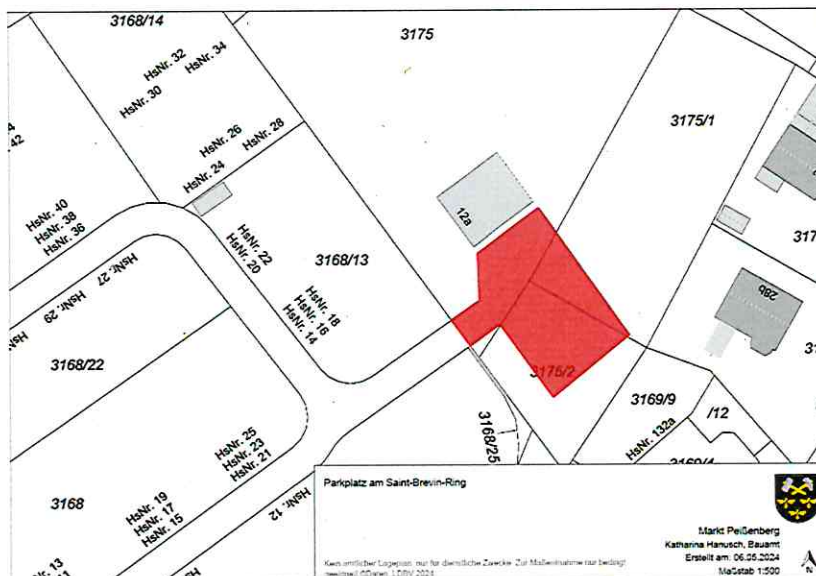 3168/14
3175
HsNr. 32
HsNr. 34
HsNr. 30
42
HsNr. 26
HsNr. 28
HsNr. 24
3175/1
HsNr. 40
HsNr. 38
HsNr. 36
12a
HsNr. 22
HsNr. 20
3168/13
HsNr. 27
HsNr. 29
HsNr. 18
HsNr. 16
HsNr. 14
28b
3168/22
3175/2
3169/9
/12
HsNr. 132a
3168/25
HsNr. 25
HsNr. 23
HsNr. 21
3168
HsNr. 19
HsNr. 17
HsNr. 15
HsNr. 12
Parkplatz am Saint-Brevin-Ring
Markt Peißenberg
Katharina Hanusch, Bauamt
Erstellt am: 06.05.2024
Maßstab 1:500
Kein amtlicher Lageplan, nur für dienstliche Zwecke. Zur Maßentnahme nur bedingt
geeignet! ©Daten: LDBV 2024
N